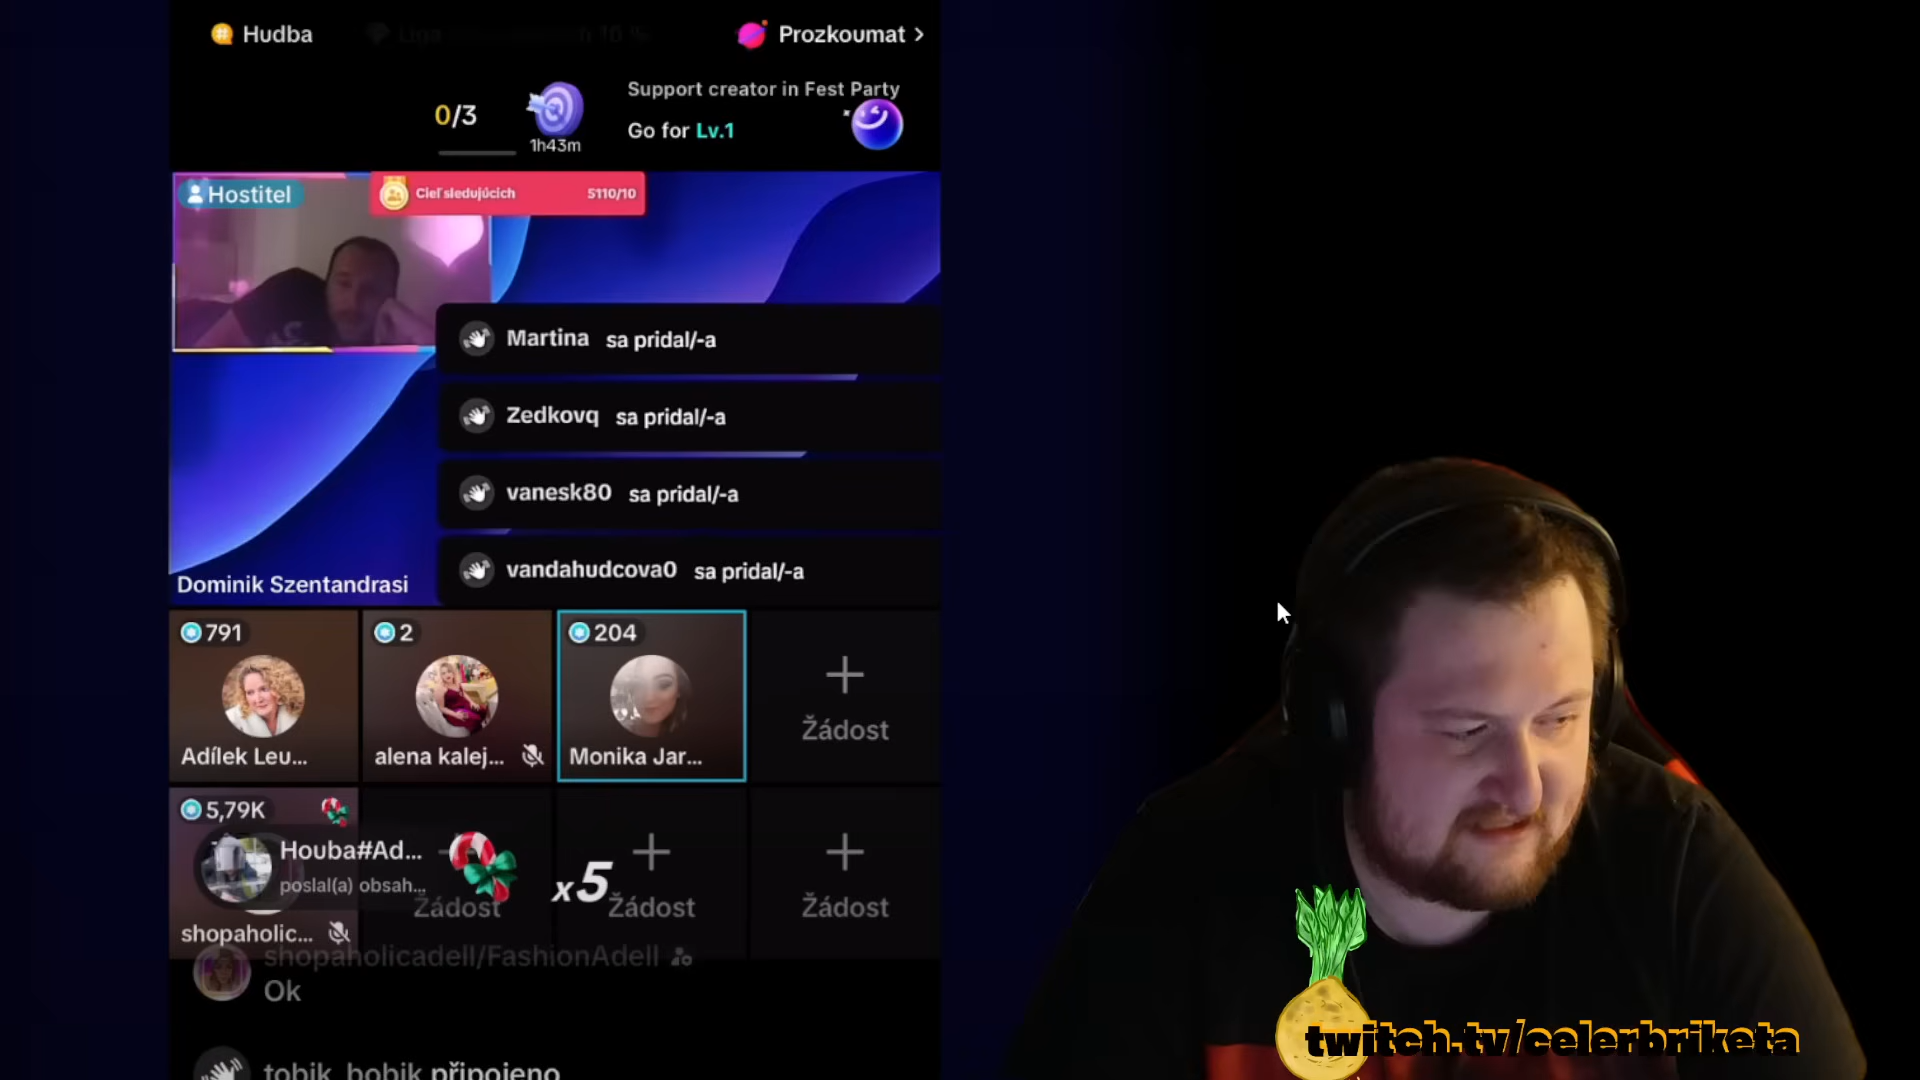 Hudba
Prozkoumat >
0/3
1h43m
Support creator in Fest Party
Go for Lv.1
Hostitel
Cieľ sledujúcich 5110/10
Martina sa pridal/-a
Zedkovq sa pridal/-a
vanesk80 sa pridal/-a
vandahudcova0 sa pridal/-a
Dominik Szentandrasi
791
2
204
Žádost
Adílek Leu...
alena kalej...
Monika Jar...
5,79K
Houba#Ad...
poslal(a) obsah...
x5
Žádost
Žádost
Žádost
shopaholic...
shopaholicadell/FashionAdell
Ok
tobik_bobik připojeno
twitch.tv/celerbriketa